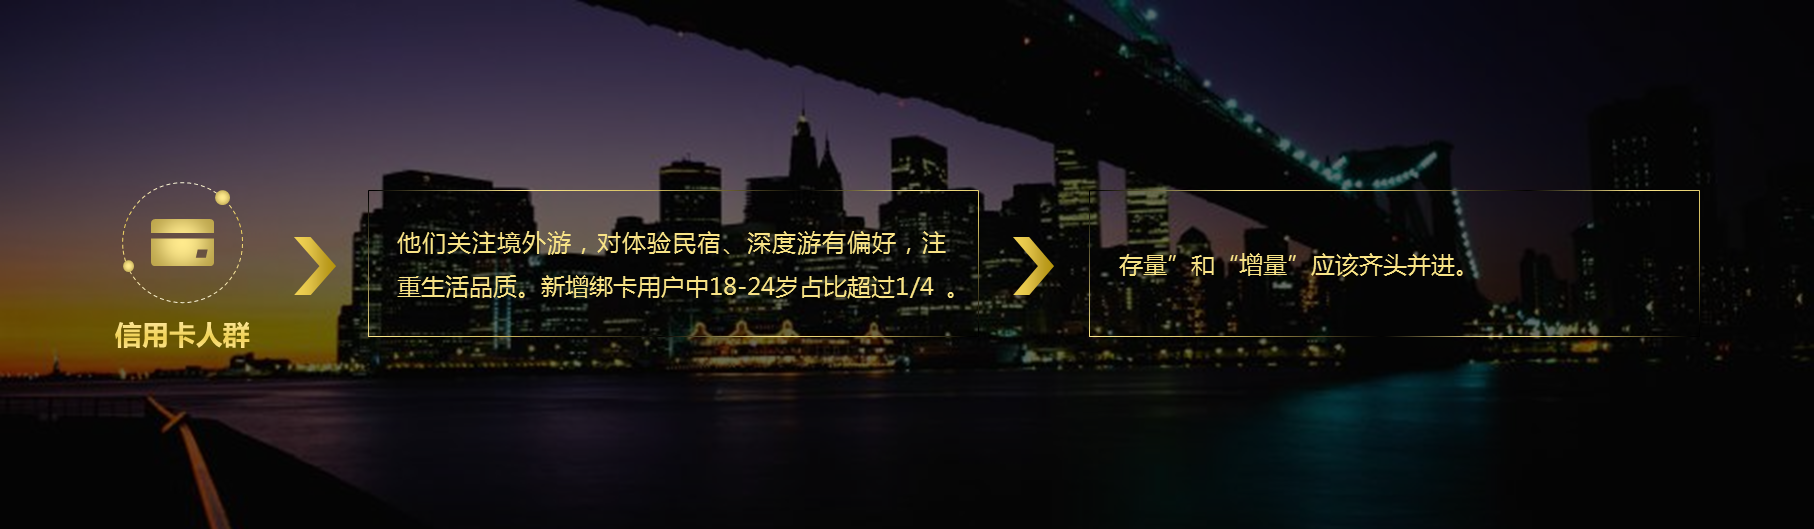 信用卡人群
他们关注境外游，对体验民宿、深度游有偏好，注
重生活品质。新增绑卡用户中18-24岁占比超过1/4 。
存量”和“增量”应该齐头并进。